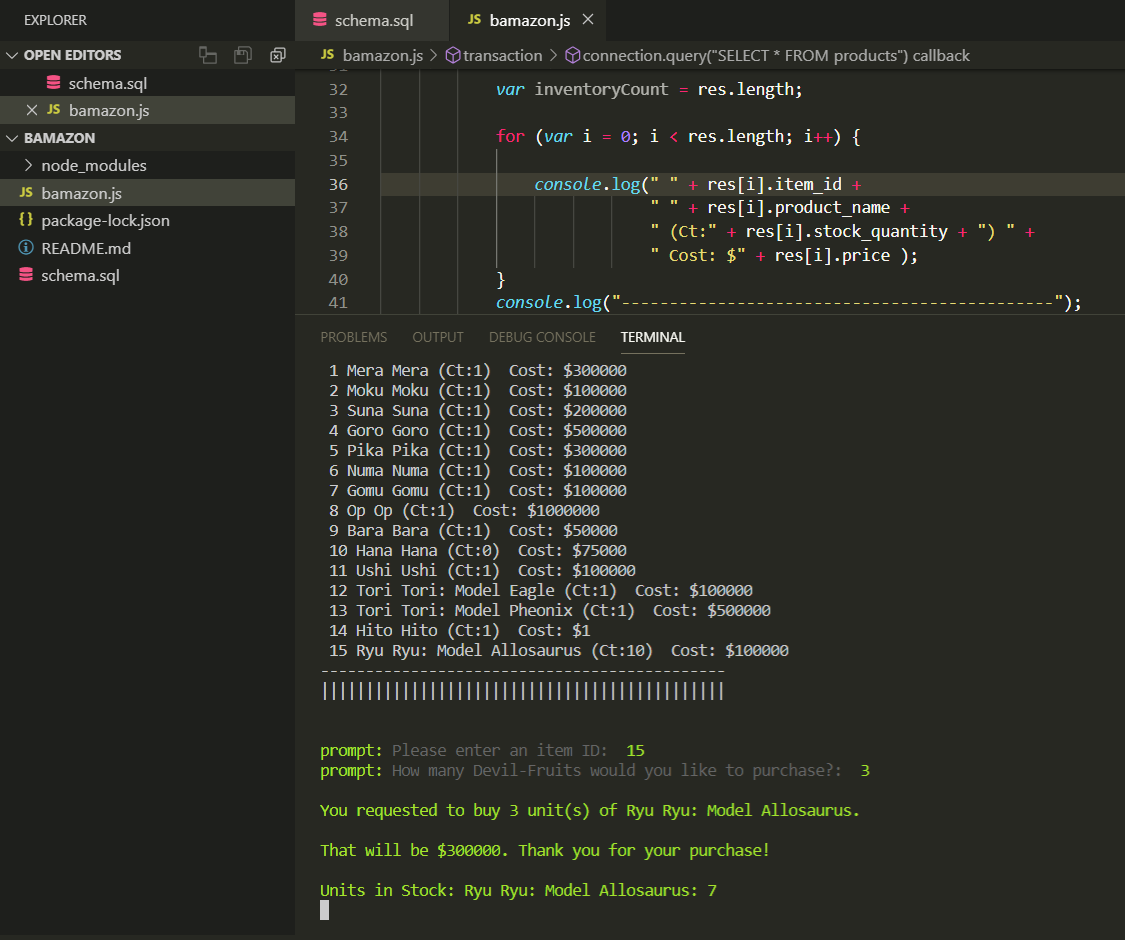 EXPLORER
OPEN EDITORS
schema.sql
JS bamazon.js
BAMAZON
node_modules
JS bamazon.js
{} package-lock.json
README.md
schema.sql
schema.sql
JS bamazon.js
JS bamazon.js > transaction > connection.query("SELECT * FROM products") callback
32 var inventoryCount = res.length;
33
34 for (var i = 0; i < res.length; i++) {
35
36 console.log(" " + res[i].item_id +
37 " " + res[i].product_name +
38 " (Ct:" + res[i].stock_quantity + ") " +
39 " Cost: $" + res[i].price );
40 }
41 console.log("---------------------------------------------");
PROBLEMS OUTPUT DEBUG CONSOLE TERMINAL
1 Mera Mera (Ct:1)  Cost: $300000
2 Moku Moku (Ct:1)  Cost: $100000
3 Suna Suna (Ct:1)  Cost: $200000
4 Goro Goro (Ct:1)  Cost: $500000
5 Pika Pika (Ct:1)  Cost: $300000
6 Numa Numa (Ct:1)  Cost: $100000
7 Gomu Gomu (Ct:1)  Cost: $100000
8 Op Op (Ct:1)  Cost: $1000000
9 Bara Bara (Ct:1)  Cost: $50000
10 Hana Hana (Ct:0)  Cost: $75000
11 Ushi Ushi (Ct:1)  Cost: $100000
12 Tori Tori: Model Eagle (Ct:1)  Cost: $100000
13 Tori Tori: Model Pheonix (Ct:1)  Cost: $500000
14 Hito Hito (Ct:1)  Cost: $1
15 Ryu Ryu: Model Allosaurus (Ct:10)  Cost: $100000
---------------------------------------------
|||||||||||||||||||||||||||||||||||||||||||||
prompt: Please enter an item ID:  15
prompt: How many Devil-Fruits would you like to purchase?:  3
You requested to buy 3 unit(s) of Ryu Ryu: Model Allosaurus.
That will be $300000. Thank you for your purchase!
Units in Stock: Ryu Ryu: Model Allosaurus: 7